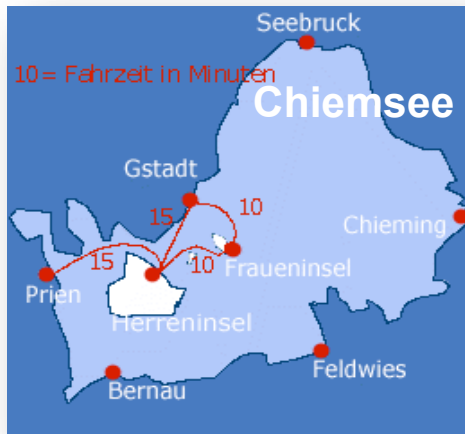 Seebruck
10 = Fahrzeit in Minuten
Chiemsee
Gstadt
15
10
Chieming
15
10
Fraueninsel
Prien
Herreninsel
Feldwies
Bernau